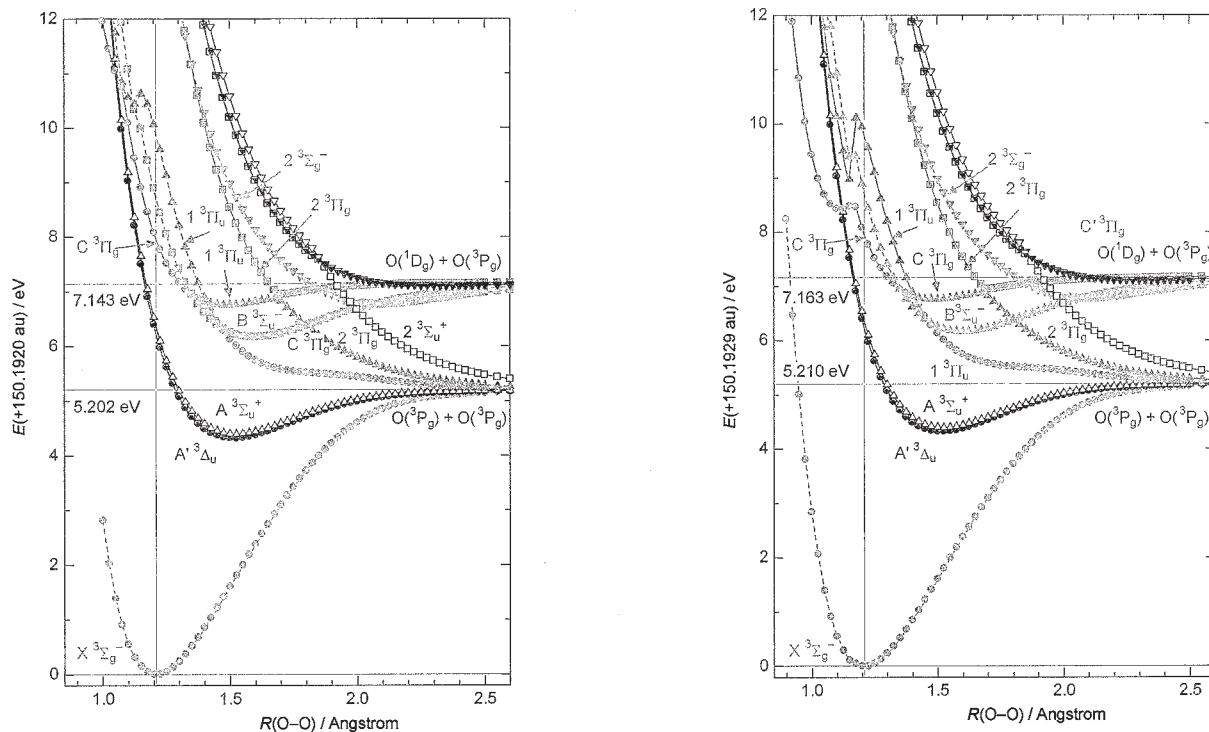 12
10
8
6
4
2
0
E(+150.1920 au) / eV
2 ³Σg⁻
2 ³Πg
1 ³Πu
C ³Πg
1 ³Πu
O(¹Dg) + O(³Pg)
7.143 eV
B ³Σu⁻
C ³Πg
2 ³Πg
2 ³Σu⁺
5.202 eV
A ³Σu⁺
O(³Pg) + O(³Pg)
A' ³Δu
X ³Σg⁻
1.0 1.5 2.0 2.5
R(O–O) / Angstrom
12
10
8
6
4
2
0
E(+150.1929 au) / eV
2 ³Σg⁻
2 ³Πg
1 ³Πu
C' ³Πg
C ³Πg
C ³Πg
O(¹Dg) + O(³Pg)
7.163 eV
B ³Σu⁻
2 ³Πg
5.210 eV
1 ³Πu
A ³Σu⁺
O(³Pg) + O(³Pg)
A' ³Δu
X ³Σg⁻
1.0 1.5 2.0 2.5
R(O–O) / Angstrom